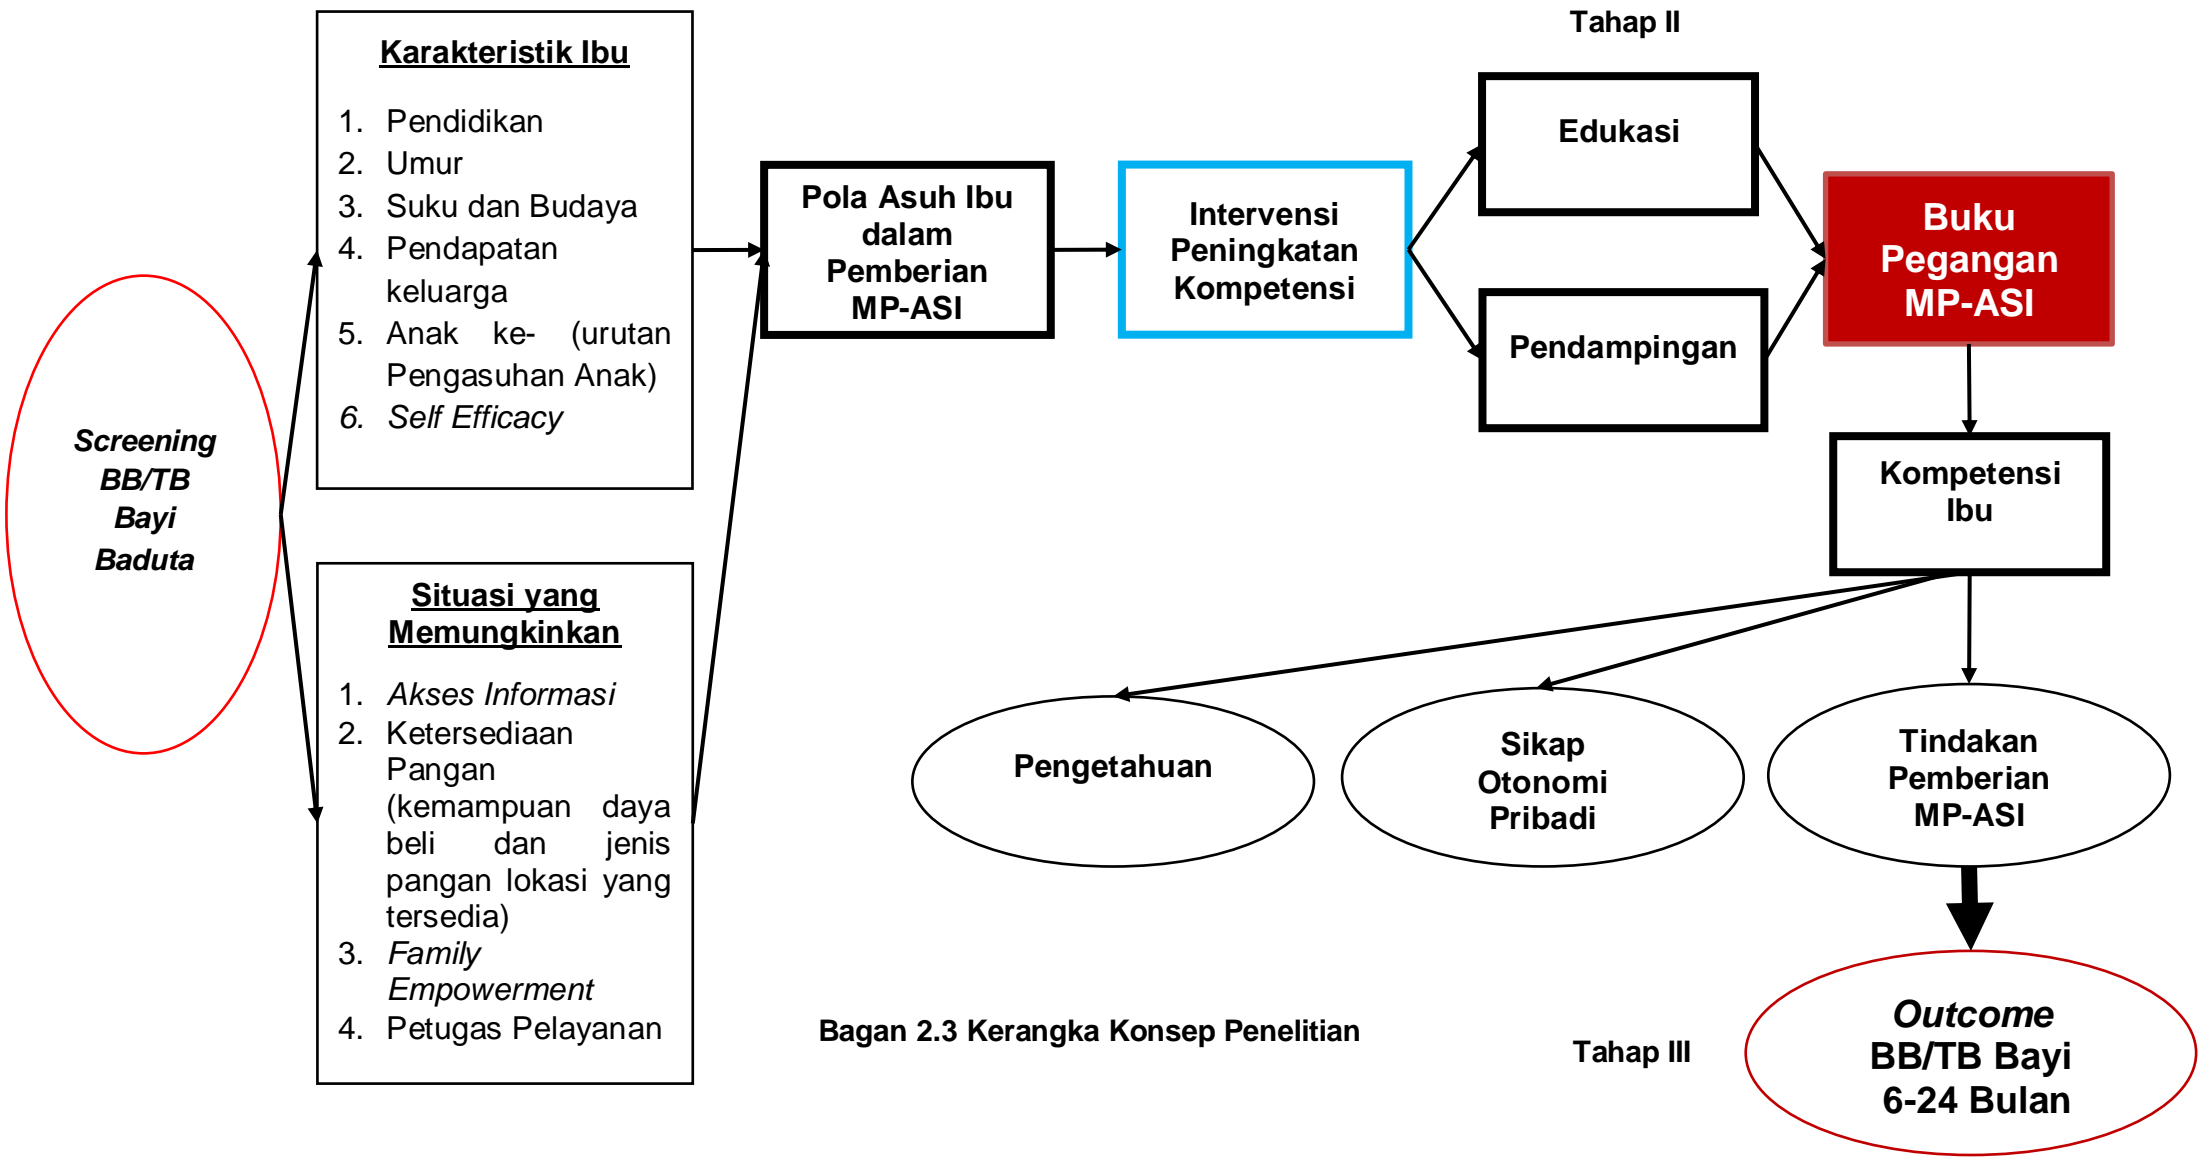 Screening
BB/TB
Bayi
Baduta
Karakteristik Ibu
1. Pendidikan
2. Umur
3. Suku dan Budaya
4. Pendapatan
keluarga
5. Anak ke- (urutan
Pengasuhan Anak)
6. Self Efficacy
Situasi yang
Memungkinkan
1. Akses Informasi
2. Ketersediaan
Pangan
(kemampuan daya
beli dan jenis
pangan lokasi yang
tersedia)
3. Family
Empowerment
4. Petugas Pelayanan
Pola Asuh Ibu
dalam
Pemberian
MP-ASI
Intervensi
Peningkatan
Kompetensi
Tahap II
Edukasi
Pendampingan
Buku
Pegangan
MP-ASI
Kompetensi
Ibu
Pengetahuan
Sikap
Otonomi
Pribadi
Tindakan
Pemberian
MP-ASI
Bagan 2.3 Kerangka Konsep Penelitian
Tahap III
Outcome
BB/TB Bayi
6-24 Bulan